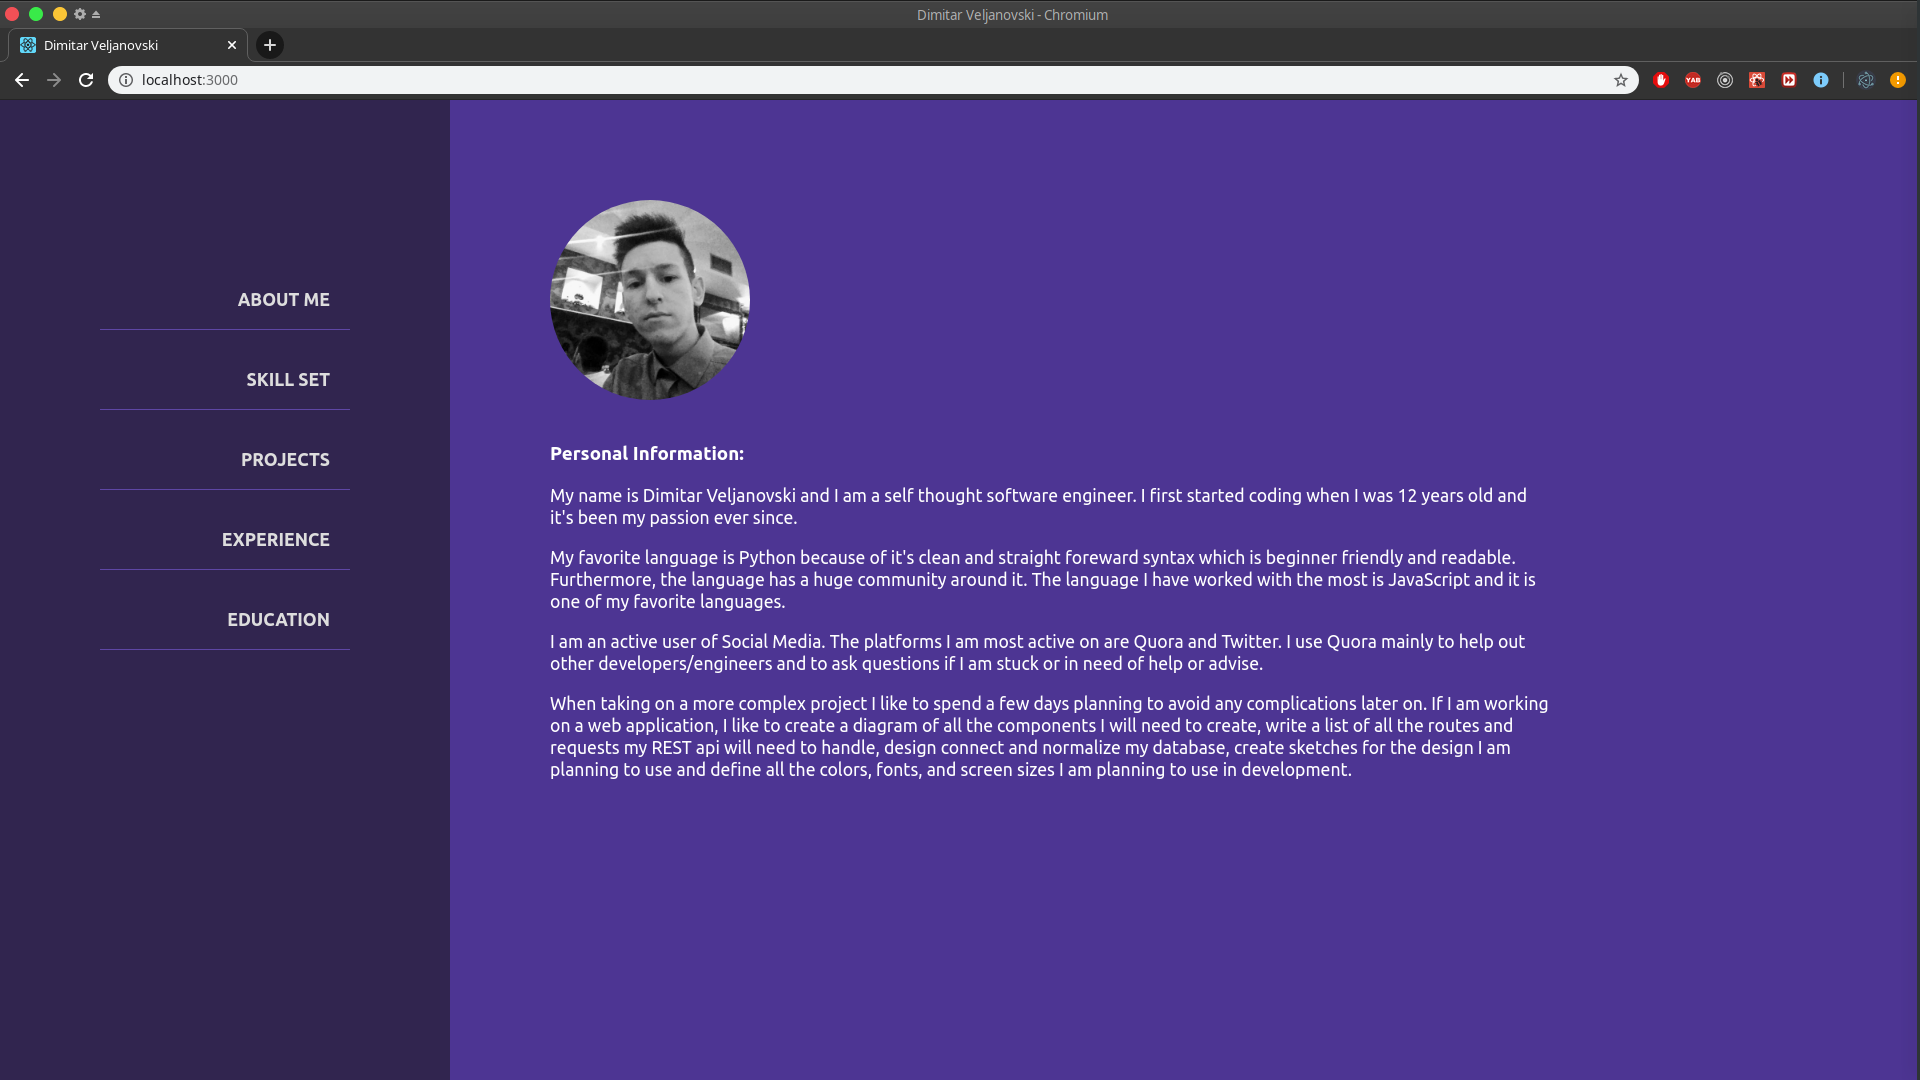 Dimitar Veljanovski - Chromium
Dimitar Veljanovski
localhost:3000
YAB
ABOUT ME
SKILL SET
PROJECTS
EXPERIENCE
EDUCATION
Personal Information:
My name is Dimitar Veljanovski and I am a self thought software engineer. I first started coding when I was 12 years old and
it's been my passion ever since.
My favorite language is Python because of it's clean and straight foreward syntax which is beginner friendly and readable.
Furthermore, the language has a huge community around it. The language I have worked with the most is JavaScript and it is
one of my favorite languages.
I am an active user of Social Media. The platforms I am most active on are Quora and Twitter. I use Quora mainly to help out
other developers/engineers and to ask questions if I am stuck or in need of help or advise.
When taking on a more complex project I like to spend a few days planning to avoid any complications later on. If I am working
on a web application, I like to create a diagram of all the components I will need to create, write a list of all the routes and
requests my REST api will need to handle, design connect and normalize my database, create sketches for the design I am
planning to use and define all the colors, fonts, and screen sizes I am planning to use in development.